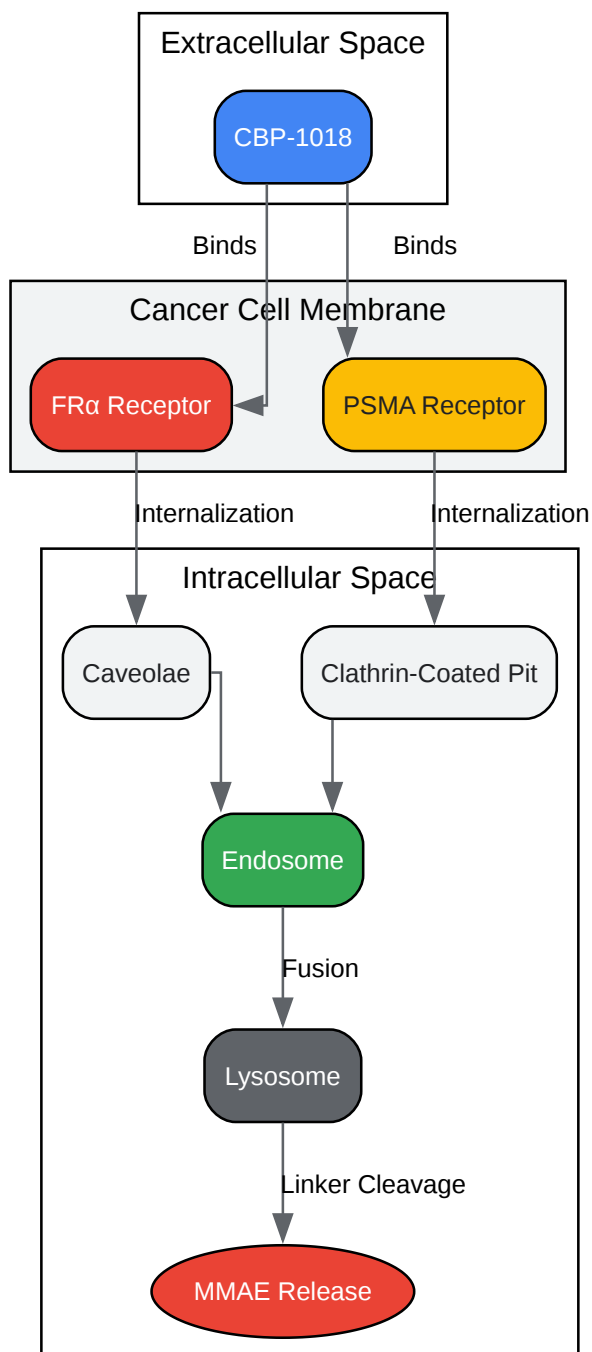 Extracellular Space
CBP-1018
Binds
Binds
Cancer Cell Membrane
FRα Receptor
PSMA Receptor
Internalization
Internalization
Intracellular Space
Caveolae
Clathrin-Coated Pit
Endosome
Fusion
Lysosome
Linker Cleavage
MMAE Release